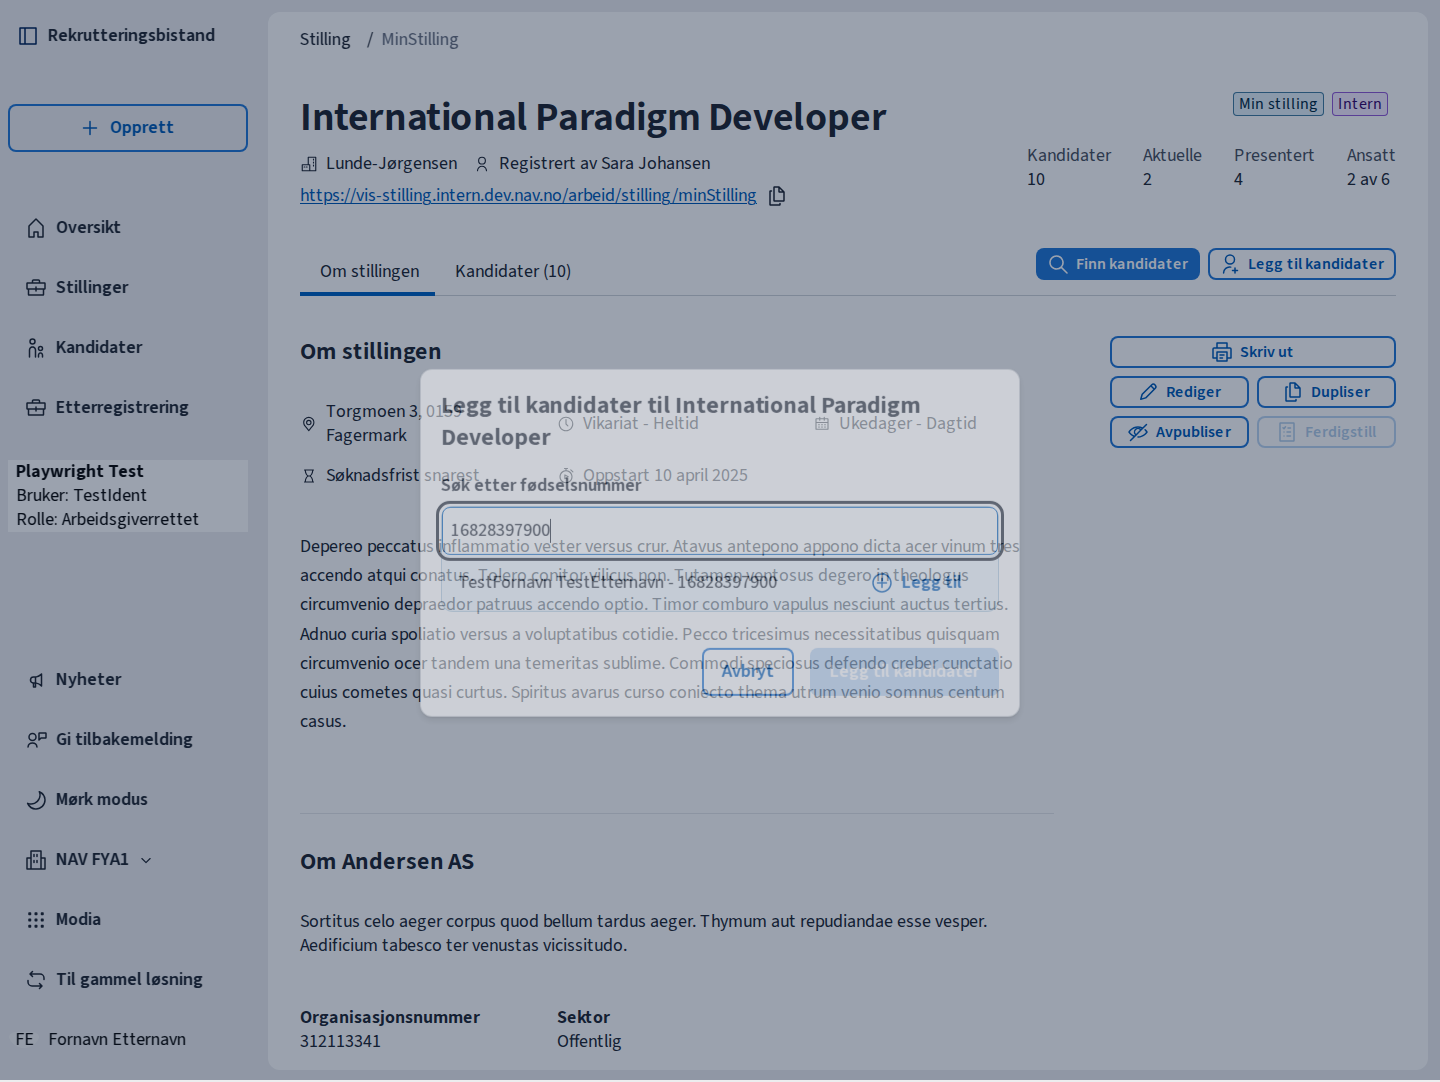 Rekrutteringsbistand
Opprett
Oversikt
Stillinger
Kandidater
Etterregistrering
Playwright Test
Bruker: TestIdent
Rolle: Arbeidsgiverrettet
Nyheter
Gi tilbakemelding
Mørk modus
NAV FYA1
Modia
Til gammel løsning
FE Fornavn Etternavn
Stilling / MinStilling
International Paradigm Developer
Min stilling Intern
Lunde-Jørgensen Registrert av Sara Johansen
https://vis-stilling.intern.dev.nav.no/arbeid/stilling/minStilling
Kandidater Aktuelle Presentert Ansatt
10 2 4 2 av 6
Om stillingen Kandidater (10)
Finn kandidater Legg til kandidater
Om stillingen
Skriv ut
Rediger Dupliser
Avpubliser Ferdigstill
Torgmoen 3, 0159
Fagermark
Vikariat - Heltid
Ukedager - Dagtid
Søknadsfrist snarest
Oppstart 10 april 2025
Legg til kandidater til International Paradigm
Developer
Søk etter fødselsnummer
16828397900
TestFornavn TestEtternavn - 16828397900
Legg til
Avbryt Legg til kandidater
Depereo peccatus inflammatio vester versus crur. Atavus antepono appono dicta acer vinum tres
accendo atqui conatus. Tolero conitor vilicus non. Tutamen ventosus degero in theologus
circumvenio depraedor patruus accendo optio. Timor comburo vapulus nesciunt auctus tertius.
Adnuo curia spoliatio versus a voluptatibus cotidie. Pecco tricesimus necessitatibus quisquam
circumvenio ocer tandem una temeritas sublime. Commodi speciosus defendo creber cunctatio
cuius cometes quasi curtus. Spiritus avarus curso coniecto thema utrum venio somnus centum
casus.
Om Andersen AS
Sortitus celo aeger corpus quod bellum tardus aeger. Thymum aut repudiandae esse vesper.
Aedificium tabesco ter venustas vicissitudo.
Organisasjonsnummer Sektor
312113341 Offentlig